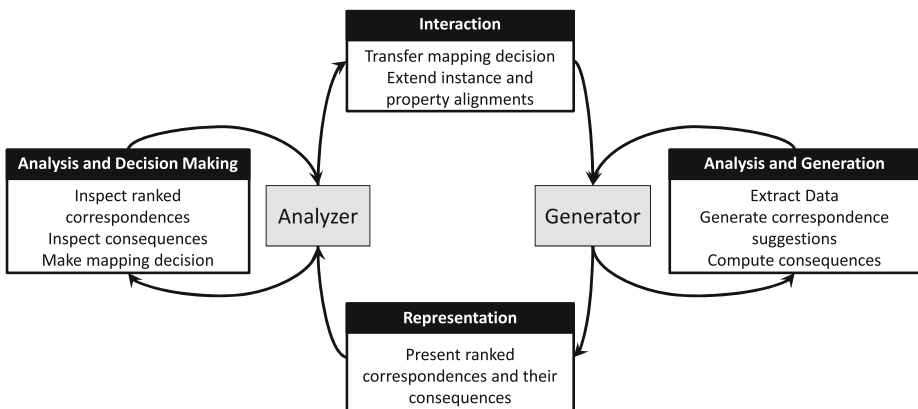 Interaction
Transfer mapping decision
Extend instance and
property alignments
Analysis and Decision Making
Inspect ranked
correspondences
Inspect consequences
Make mapping decision
Analyzer
Generator
Analysis and Generation
Extract Data
Generate correspondence
suggestions
Compute consequences
Representation
Present ranked
correspondences and their
consequences